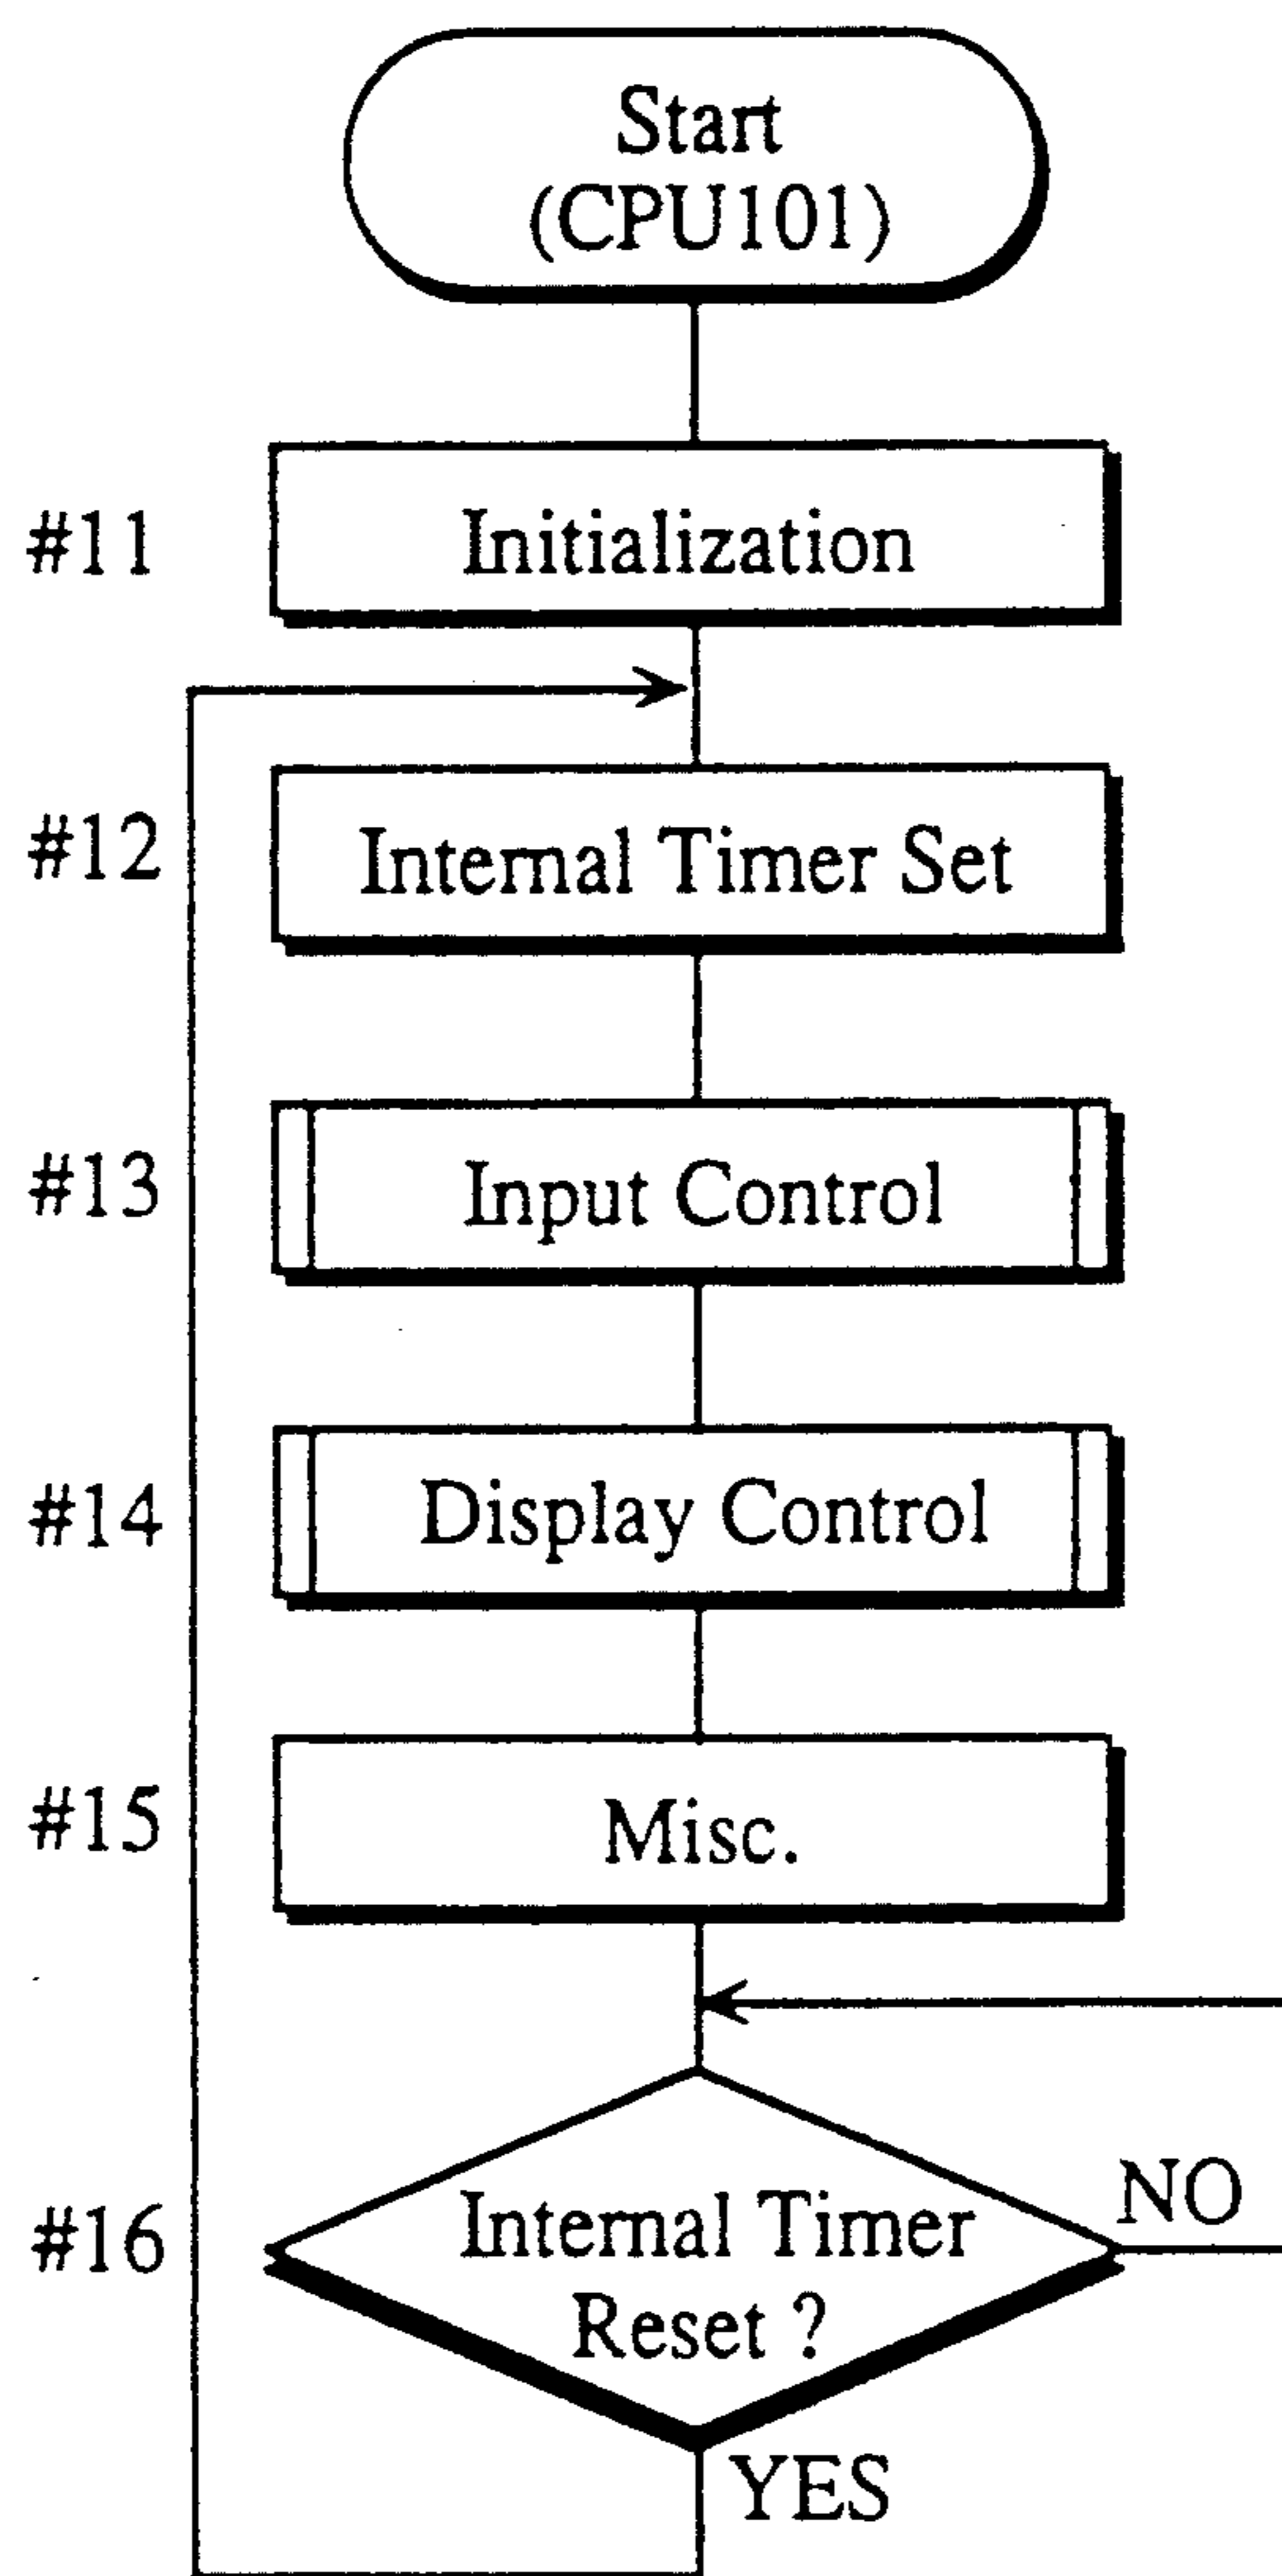 Start
(CPU101)
#11
Initialization
#12
Internal Timer Set
#13
Input Control
#14
Display Control
#15
Misc.
#16
Internal Timer
Reset ?
NO
YES